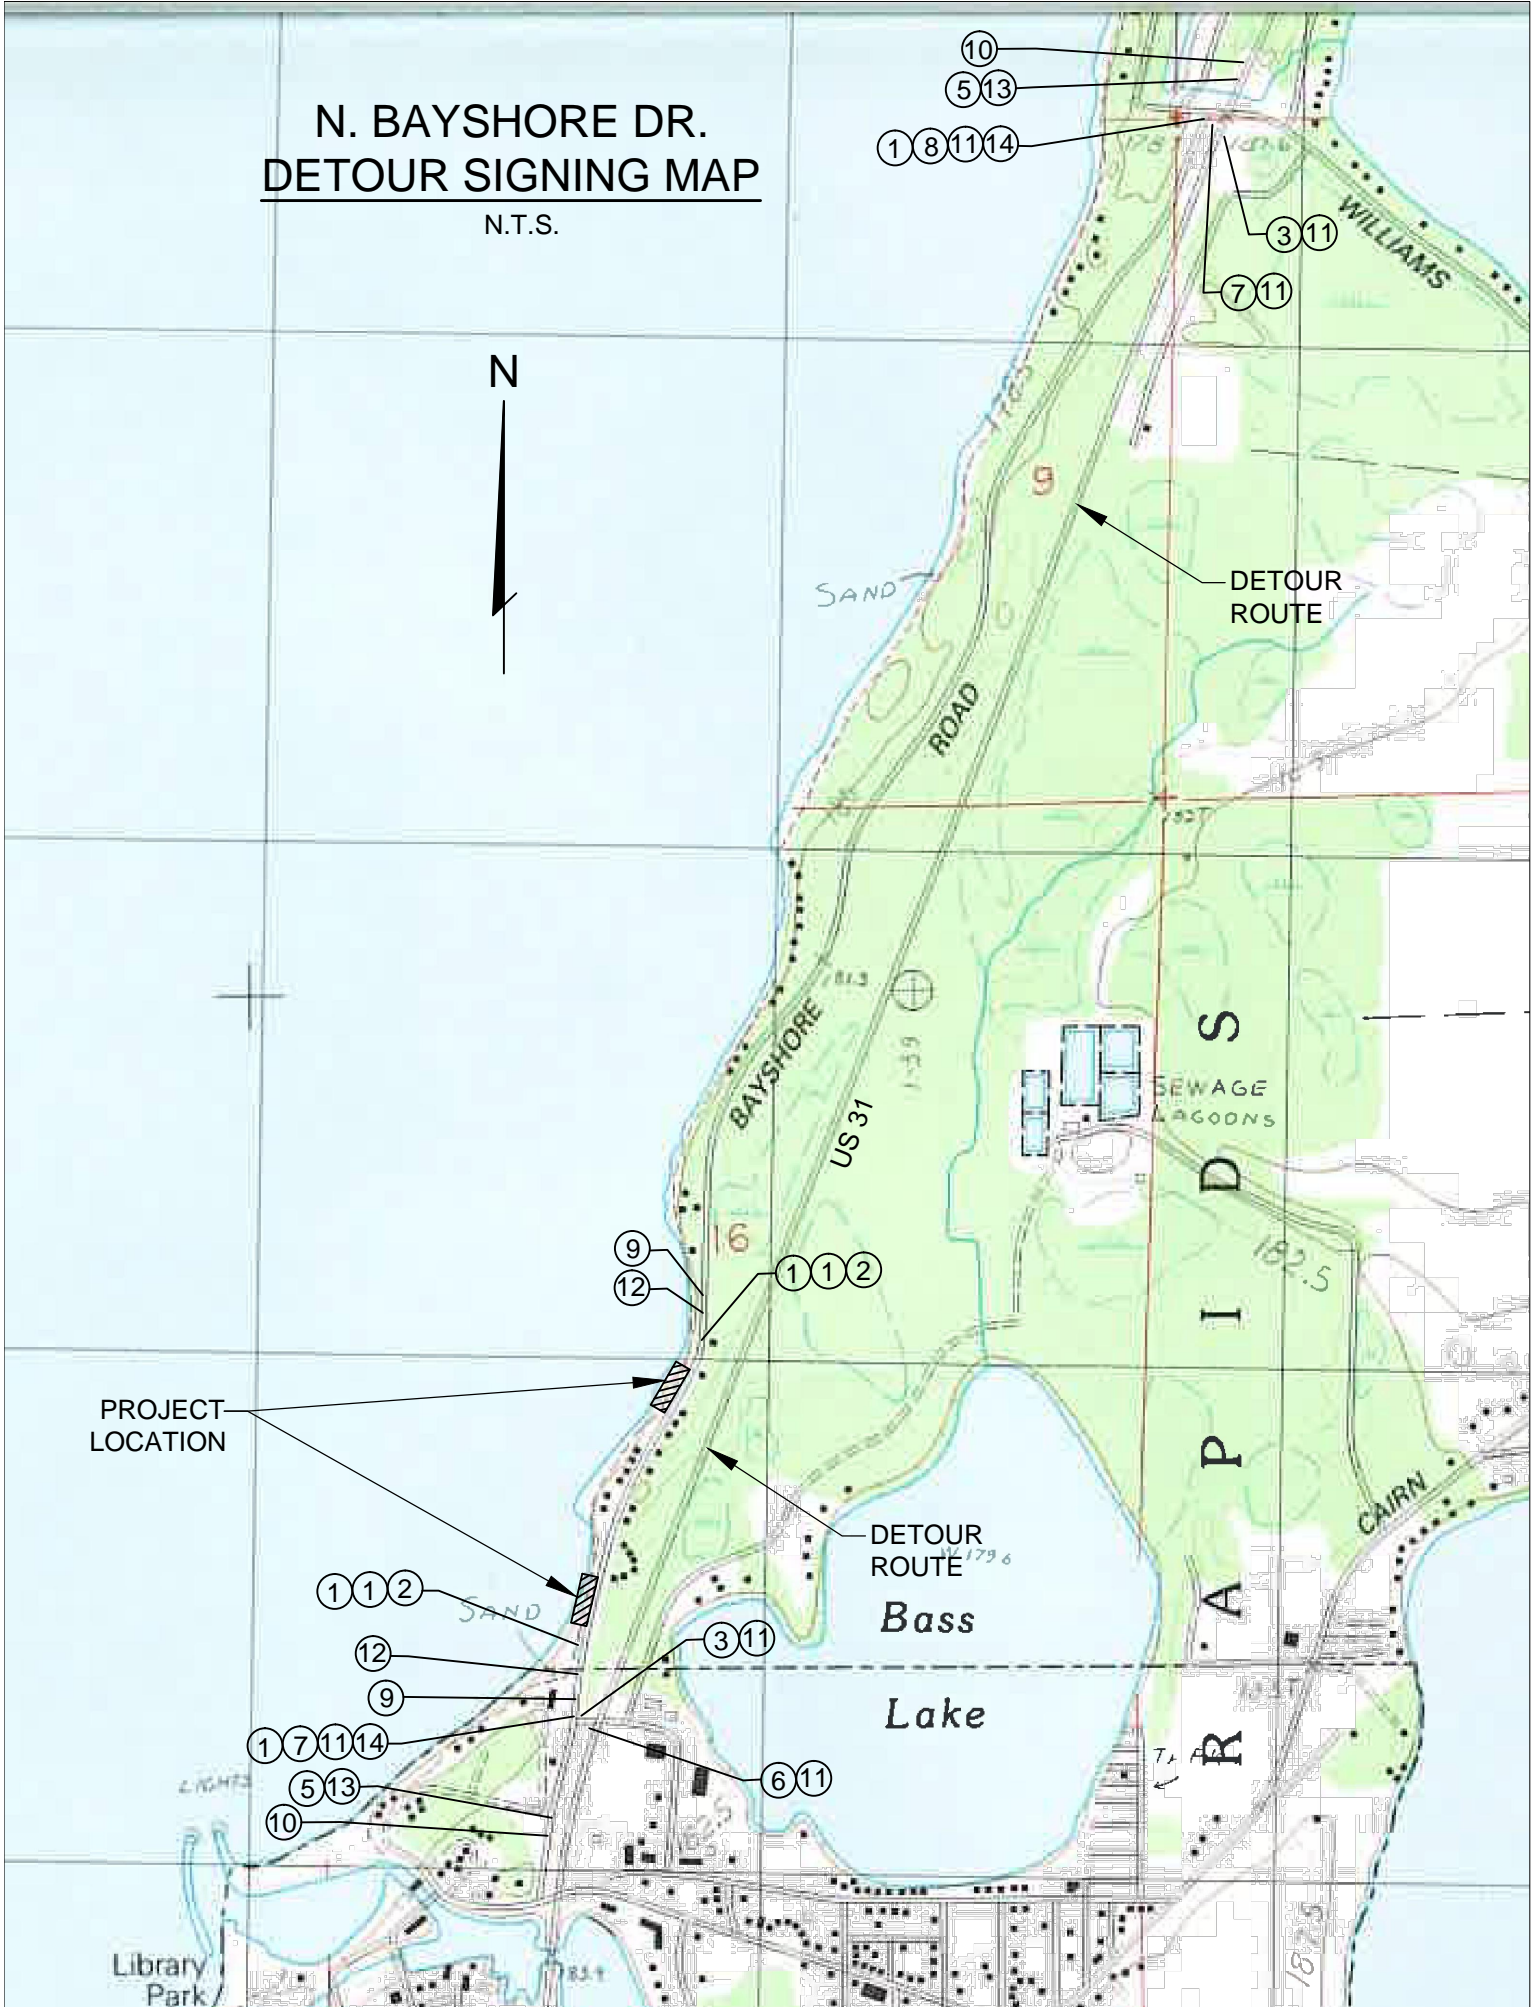 N. BAYSHORE DR.
DETOUR SIGNING MAP
N.T.S.
10
5 13
1 8 11 14
3 11
7 11
WILLIAMS
N
9
SAND
DETOUR
ROUTE
ROAD
BAYSHORE
US 31
SEWAGE
LAGOONS
182.5
16
9
12
1 1 2
PROJECT
LOCATION
DETOUR
ROUTE
CAIRN
R A P I D S
1 1 2
SAND
12
9
3 11
1 7 11 14
6 11
5 13
10
Bass
Lake
LIGHTS
Library
Park